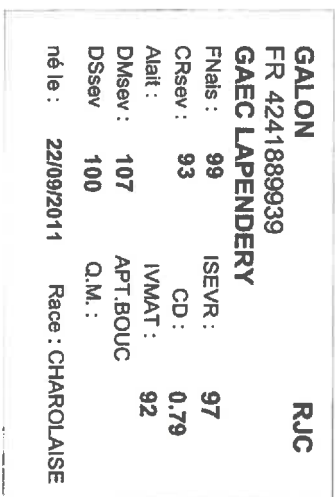 GALON RJC
FR 4241889939
GAEC LAPENDERY
FNais : 99 ISEVR : 97
CRsev : 93 CD : 0.79
Alait : IVMAT : 92
DMsev : 107 APT.BOUC
DSsev 100 Q.M. :
né le : 22/09/2011 Race : CHAROLAISE